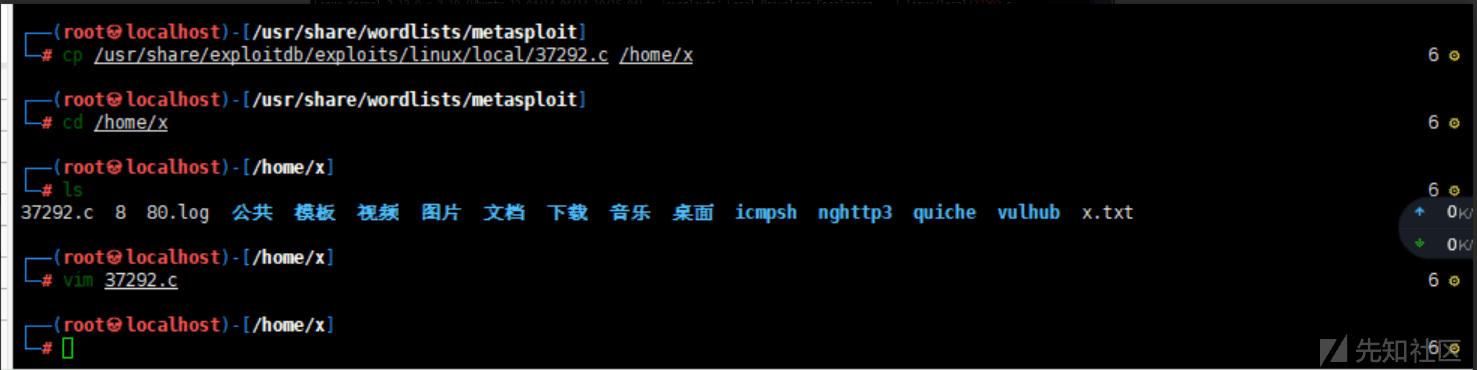 ┌──(root㉿localhost)-[/usr/share/wordlists/metasploit]
└─# cp /usr/share/exploitdb/exploits/linux/local/37292.c /home/x 6 ⚙
┌──(root㉿localhost)-[/usr/share/wordlists/metasploit]
└─# cd /home/x 6 ⚙
┌──(root㉿localhost)-[/home/x]
└─# ls 6 ⚙
37292.c 8 80.log 公共 模板 视频 图片 文档 下载 音乐 桌面 icmpsh nghttp3 quiche vulhub x.txt
↑ 0K/
↓ 0K/
┌──(root㉿localhost)-[/home/x]
└─# vim 37292.c 6 ⚙
┌──(root㉿localhost)-[/home/x]
└─# 6 ⚙
先知社区